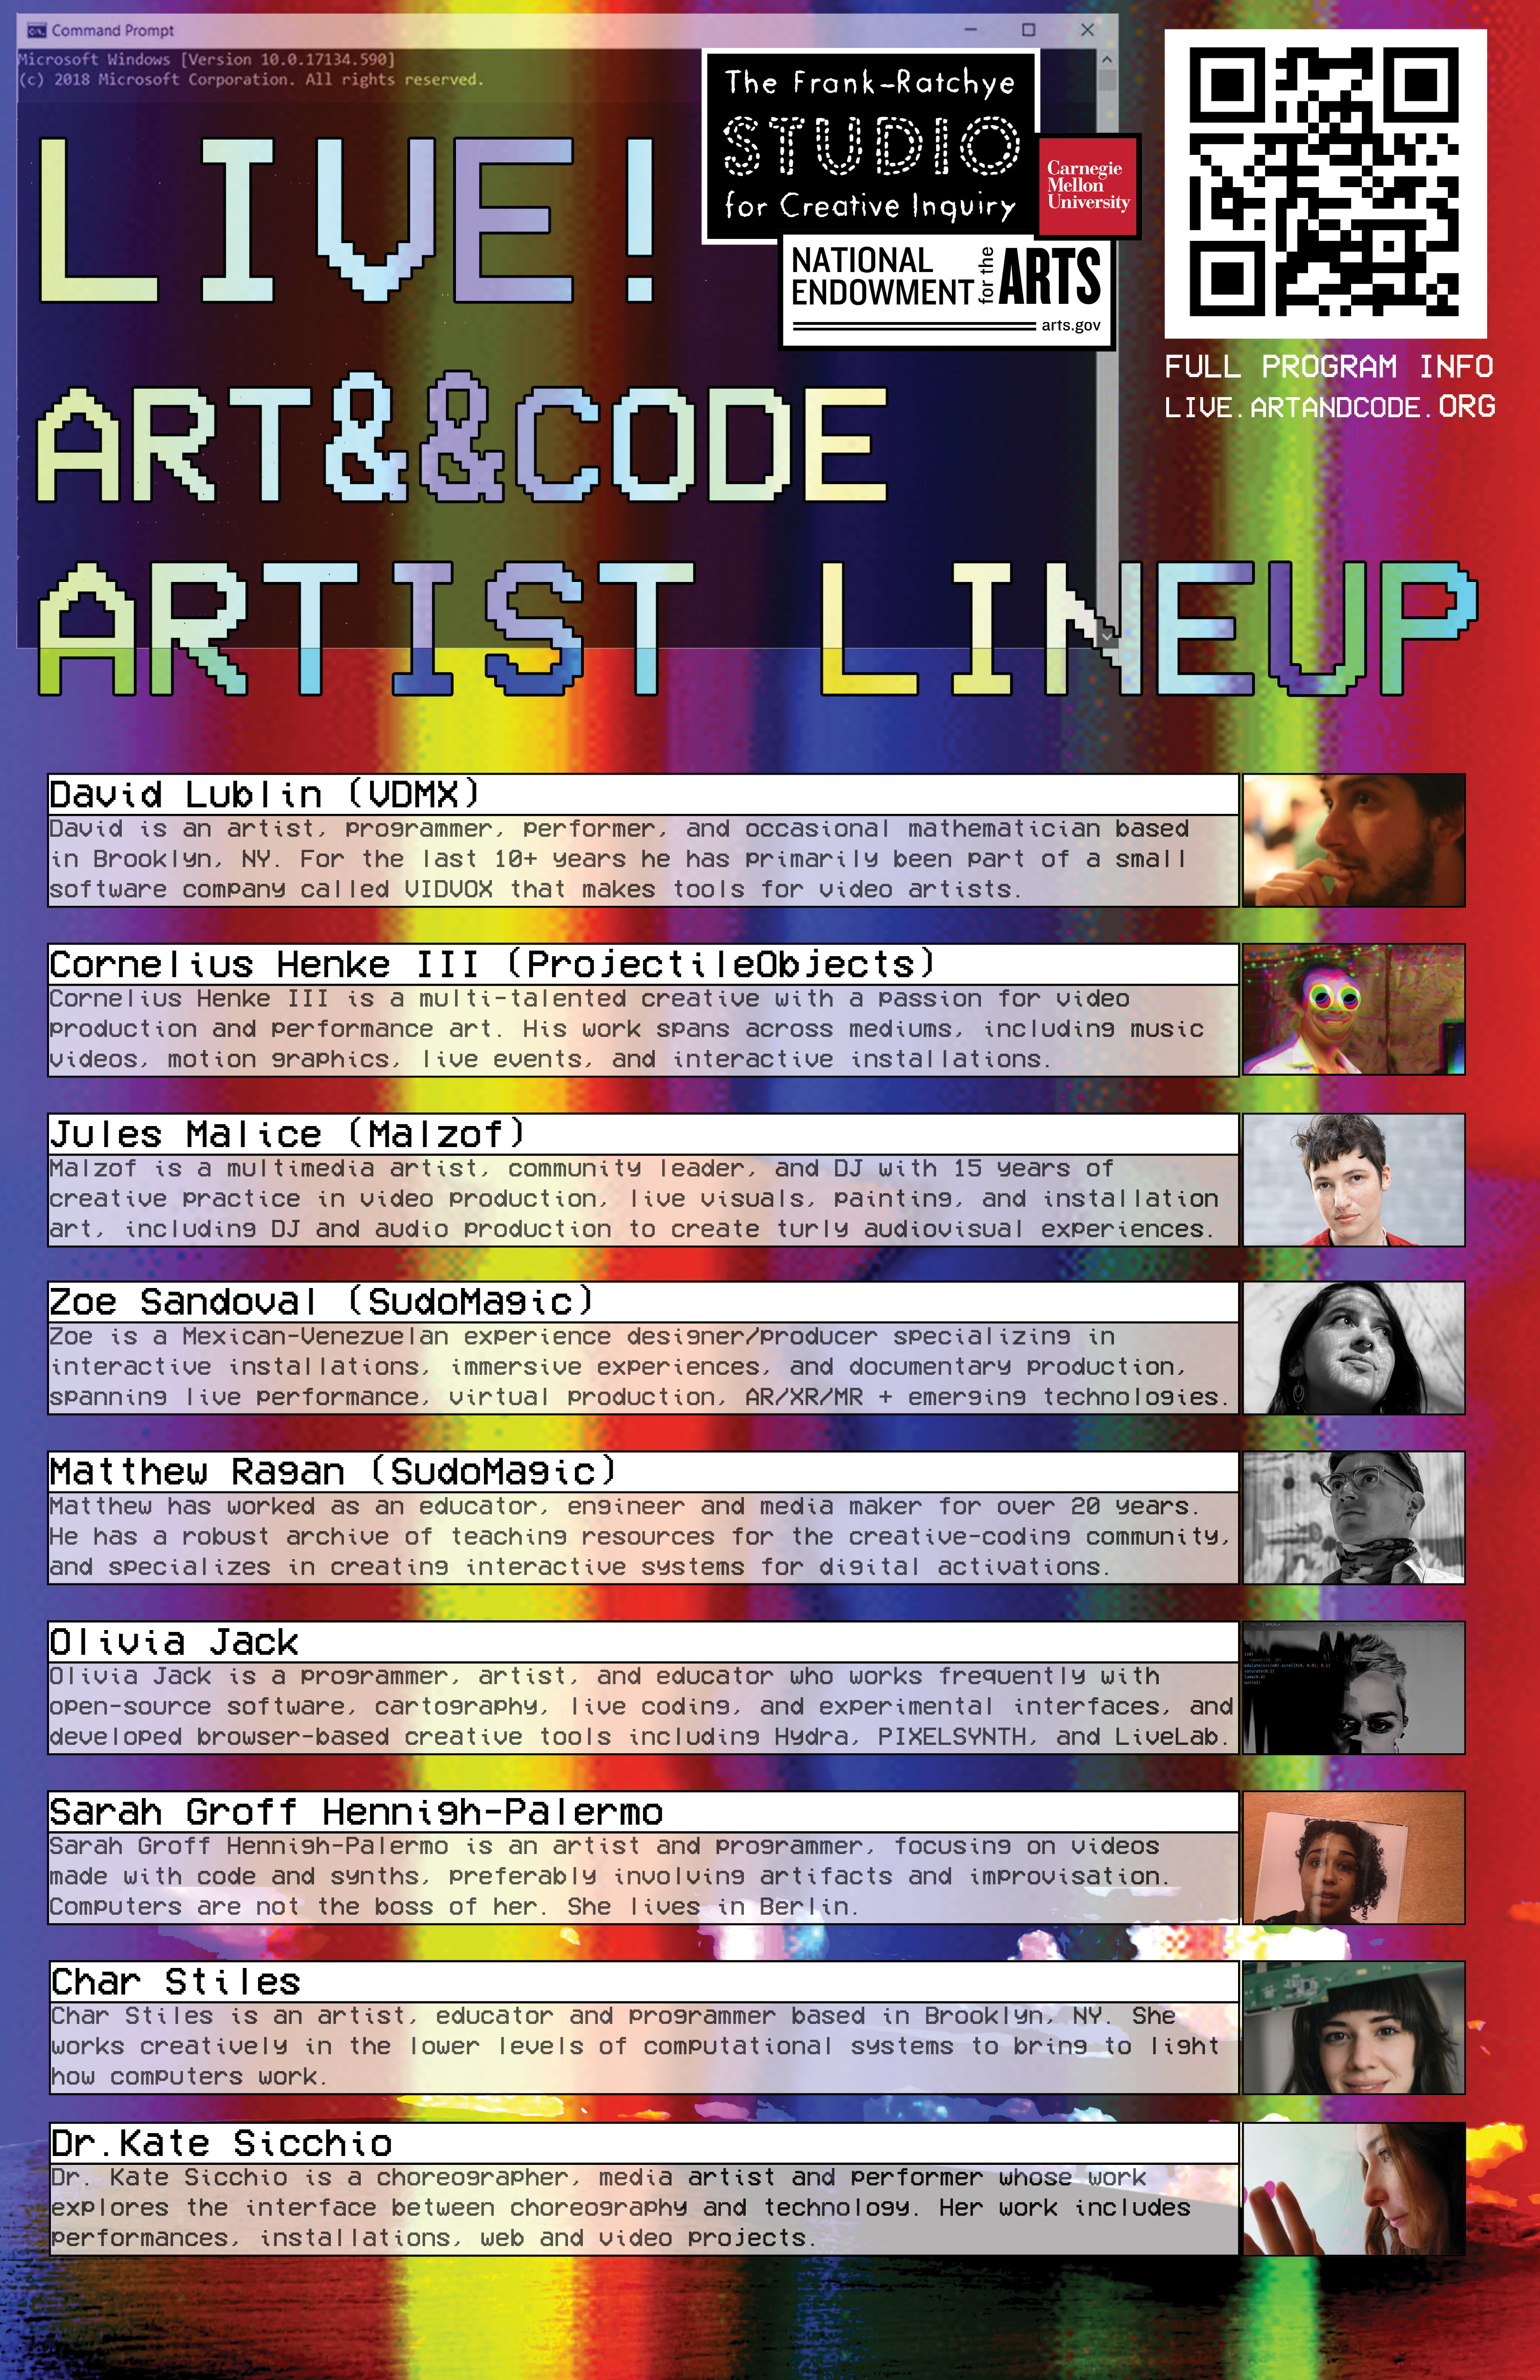 Command Prompt
Microsoft Windows [Version 10.0.17134.590]
(c) 2018 Microsoft Corporation. All rights reserved.
The Frank-Ratchye
STUDIO
for Creative Inquiry
Carnegie
Mellon
University
NATIONAL
ENDOWMENT for the ARTS
arts.gov
FULL PROGRAM INFO
LIVE.ARTANDCODE.ORG
LIVE!
ART&&CODE
ARTIST LINEUP
David Lublin (VDMX)
David is an artist, programmer, performer, and occasional mathematician based
in Brooklyn, NY. For the last 10+ years he has primarily been part of a small
software company called VIDVOX that makes tools for video artists.
Cornelius Henke III (ProjectileObjects)
Cornelius Henke III is a multi-talented creative with a passion for video
production and performance art. His work spans across mediums, including music
videos, motion graphics, live events, and interactive installations.
Jules Malice (Malzof)
Malzof is a multimedia artist, community leader, and DJ with 15 years of
creative practice in video production, live visuals, painting, and installation
art, including DJ and audio production to create turly audiovisual experiences.
Zoe Sandoval (SudoMagic)
Zoe is a Mexican-Venezuelan experience designer/producer specializing in
interactive installations, immersive experiences, and documentary production,
spanning live performance, virtual production, AR/XR/MR + emerging technologies.
Matthew Ragan (SudoMagic)
Matthew has worked as an educator, engineer and media maker for over 20 years.
He has a robust archive of teaching resources for the creative-coding community,
and specializes in creating interactive systems for digital activations.
Olivia Jack
Olivia Jack is a programmer, artist, and educator who works frequently with
open-source software, cartography, live coding, and experimental interfaces, and
developed browser-based creative tools including Hydra, PIXELSYNTH, and LiveLab.
Sarah Groff Hennigh-Palermo
Sarah Groff Hennigh-Palermo is an artist and programmer, focusing on videos
made with code and synths, preferably involving artifacts and improvisation.
Computers are not the boss of her. She lives in Berlin.
Char Stiles
Char Stiles is an artist, educator and programmer based in Brooklyn, NY. She
works creatively in the lower levels of computational systems to bring to light
how computers work.
Dr.Kate Sicchio
Dr. Kate Sicchio is a choreographer, media artist and performer whose work
explores the interface between choreography and technology. Her work includes
performances, installations, web and video projects.